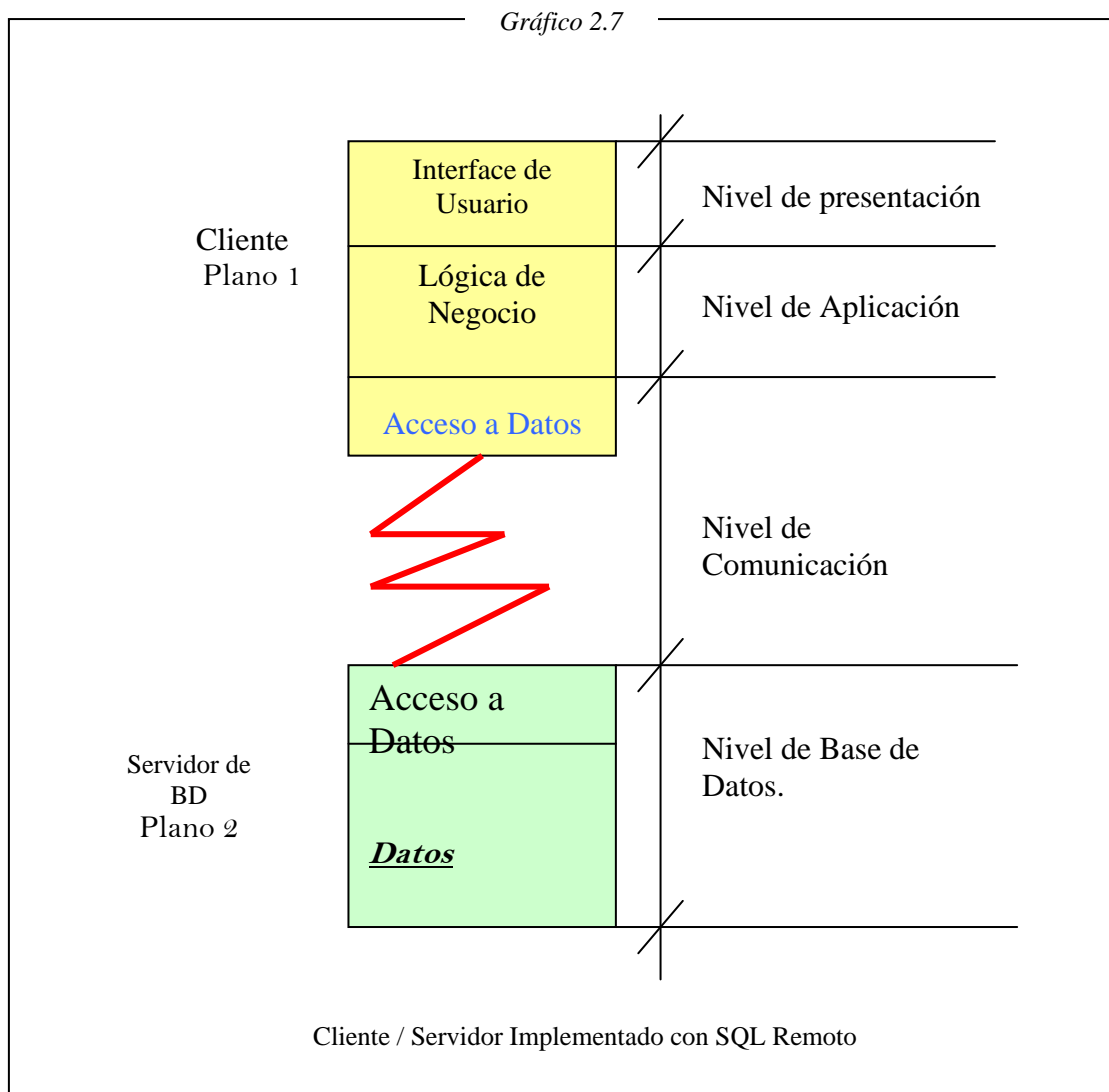 Gráfico 2.7
Interface de
Usuario
Nivel de presentación
Cliente
Plano 1
Lógica de
Negocio
Nivel de Aplicación
Acceso a Datos
Nivel de
Comunicación
Acceso a
Datos
Nivel de Base de
Datos.
Servidor de
BD
Plano 2
Datos
Cliente / Servidor Implementado con SQL Remoto